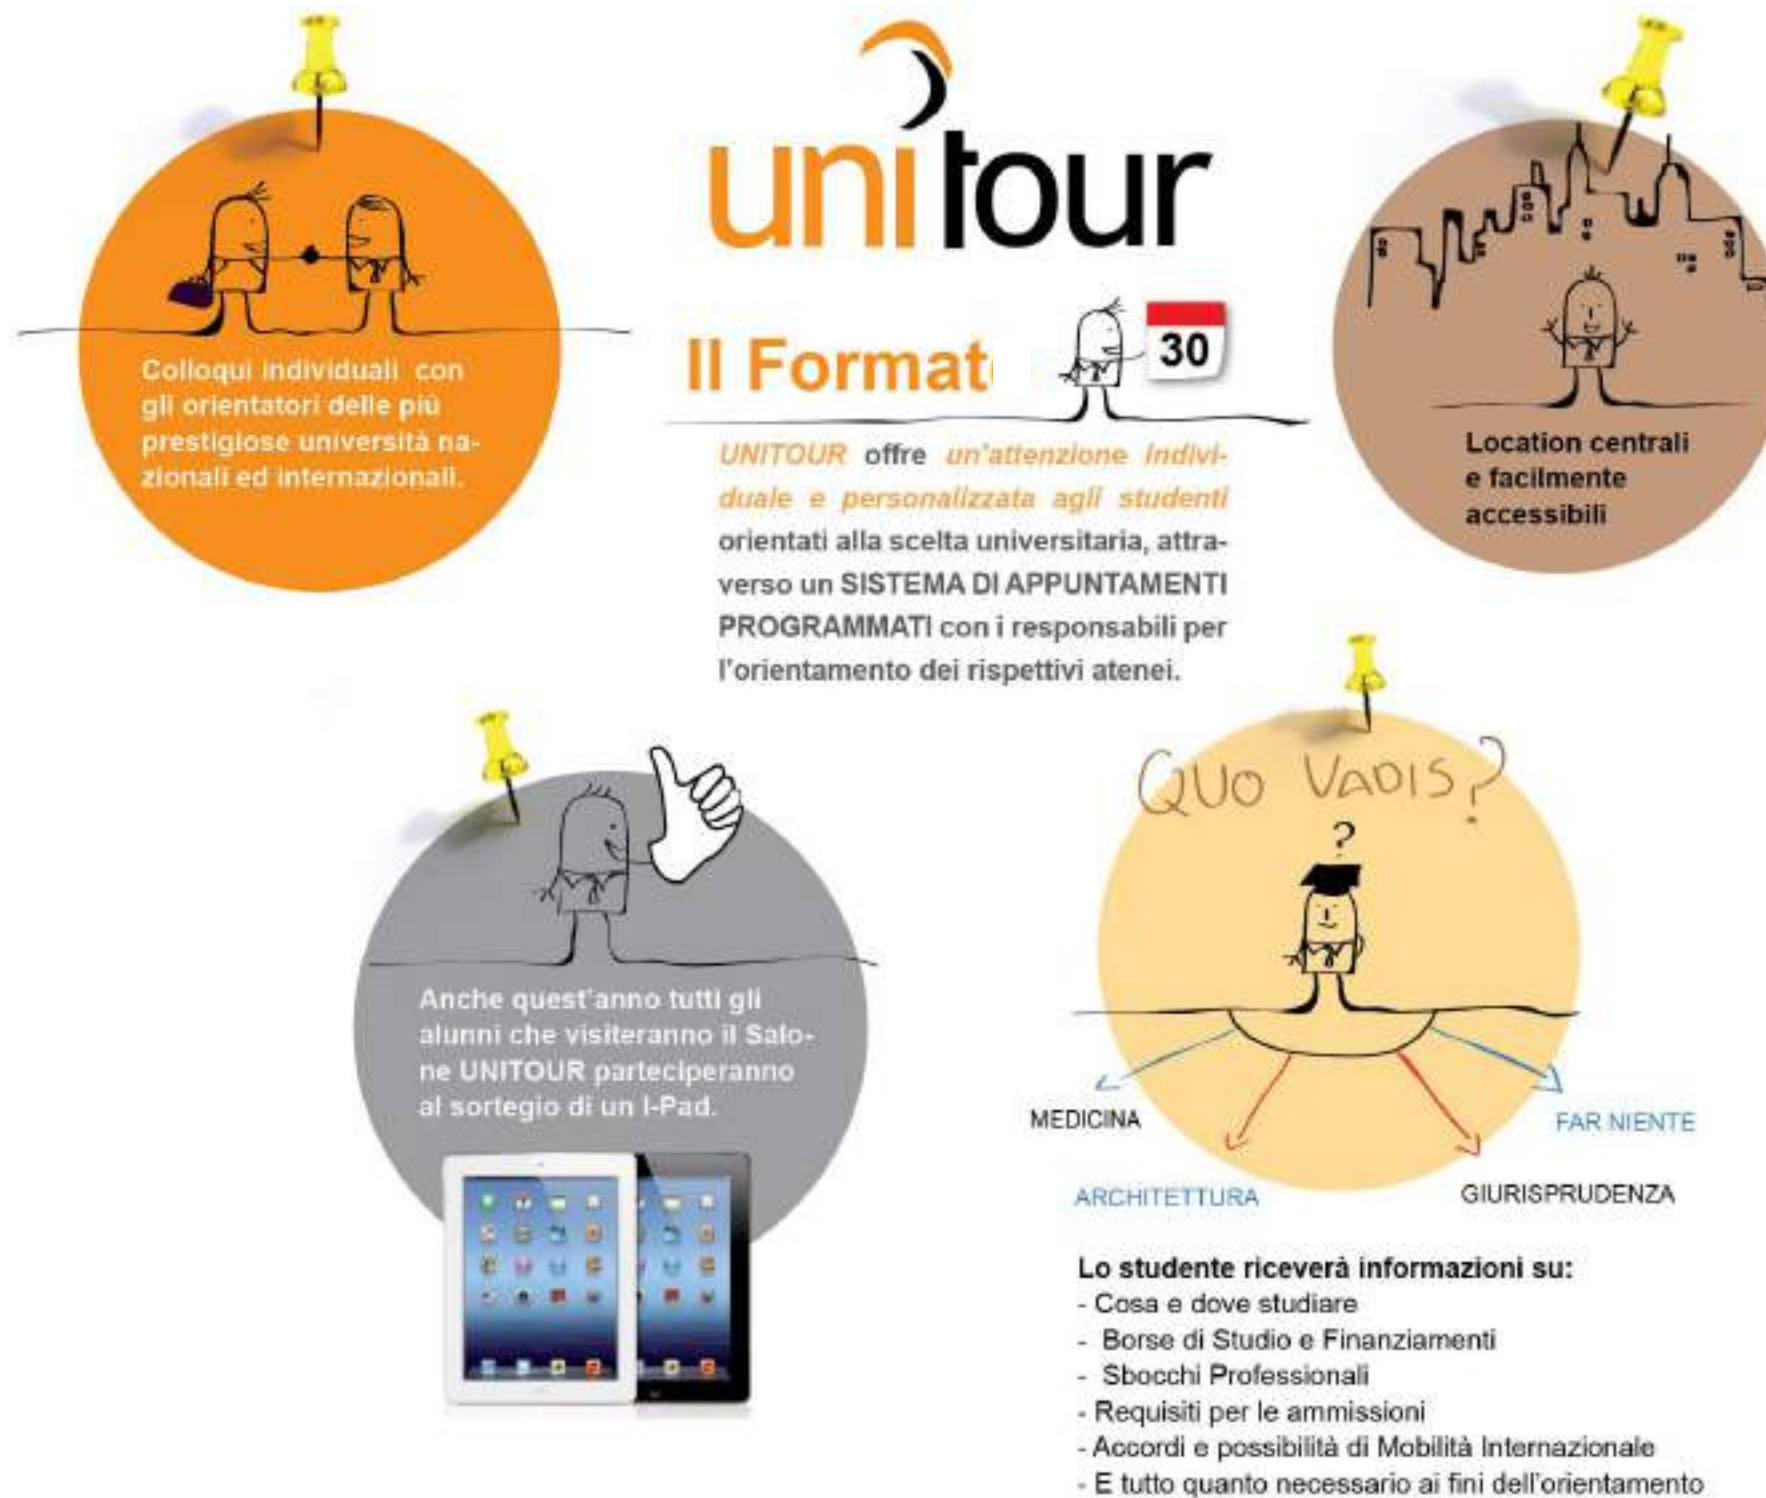 unitour
Il Format
30
Colloqui individuali con
gli orientatori delle più
prestigiose università na-
zionali ed internazionali.
UNITOUR offre un'attenzione indivi-
duale e personalizzata agli studenti
orientati alla scelta universitaria, attra-
verso un SISTEMA DI APPUNTAMENTI
PROGRAMMATI con i responsabili per
l'orientamento dei rispettivi atenei.
Location centrali
e facilmente
accessibili
Anche quest'anno tutti gli
alunni che visiteranno il Salo-
ne UNITOUR parteciperanno
al sortegio di un I-Pad.
QUO VADIS?
?
MEDICINA
FAR NIENTE
ARCHITETTURA
GIURISPRUDENZA
Lo studente riceverà informazioni su:
- Cosa e dove studiare
- Borse di Studio e Finanziamenti
- Sbocchi Professionali
- Requisiti per le ammissioni
- Accordi e possibilità di Mobilità Internazionale
- E tutto quanto necessario ai fini dell'orientamento